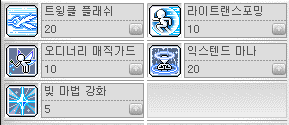 트윙클 플래쉬
20
라이트랜스포밍
10
오디너리 매직가드
10
익스텐드 마나
20
빛 마법 강화
5